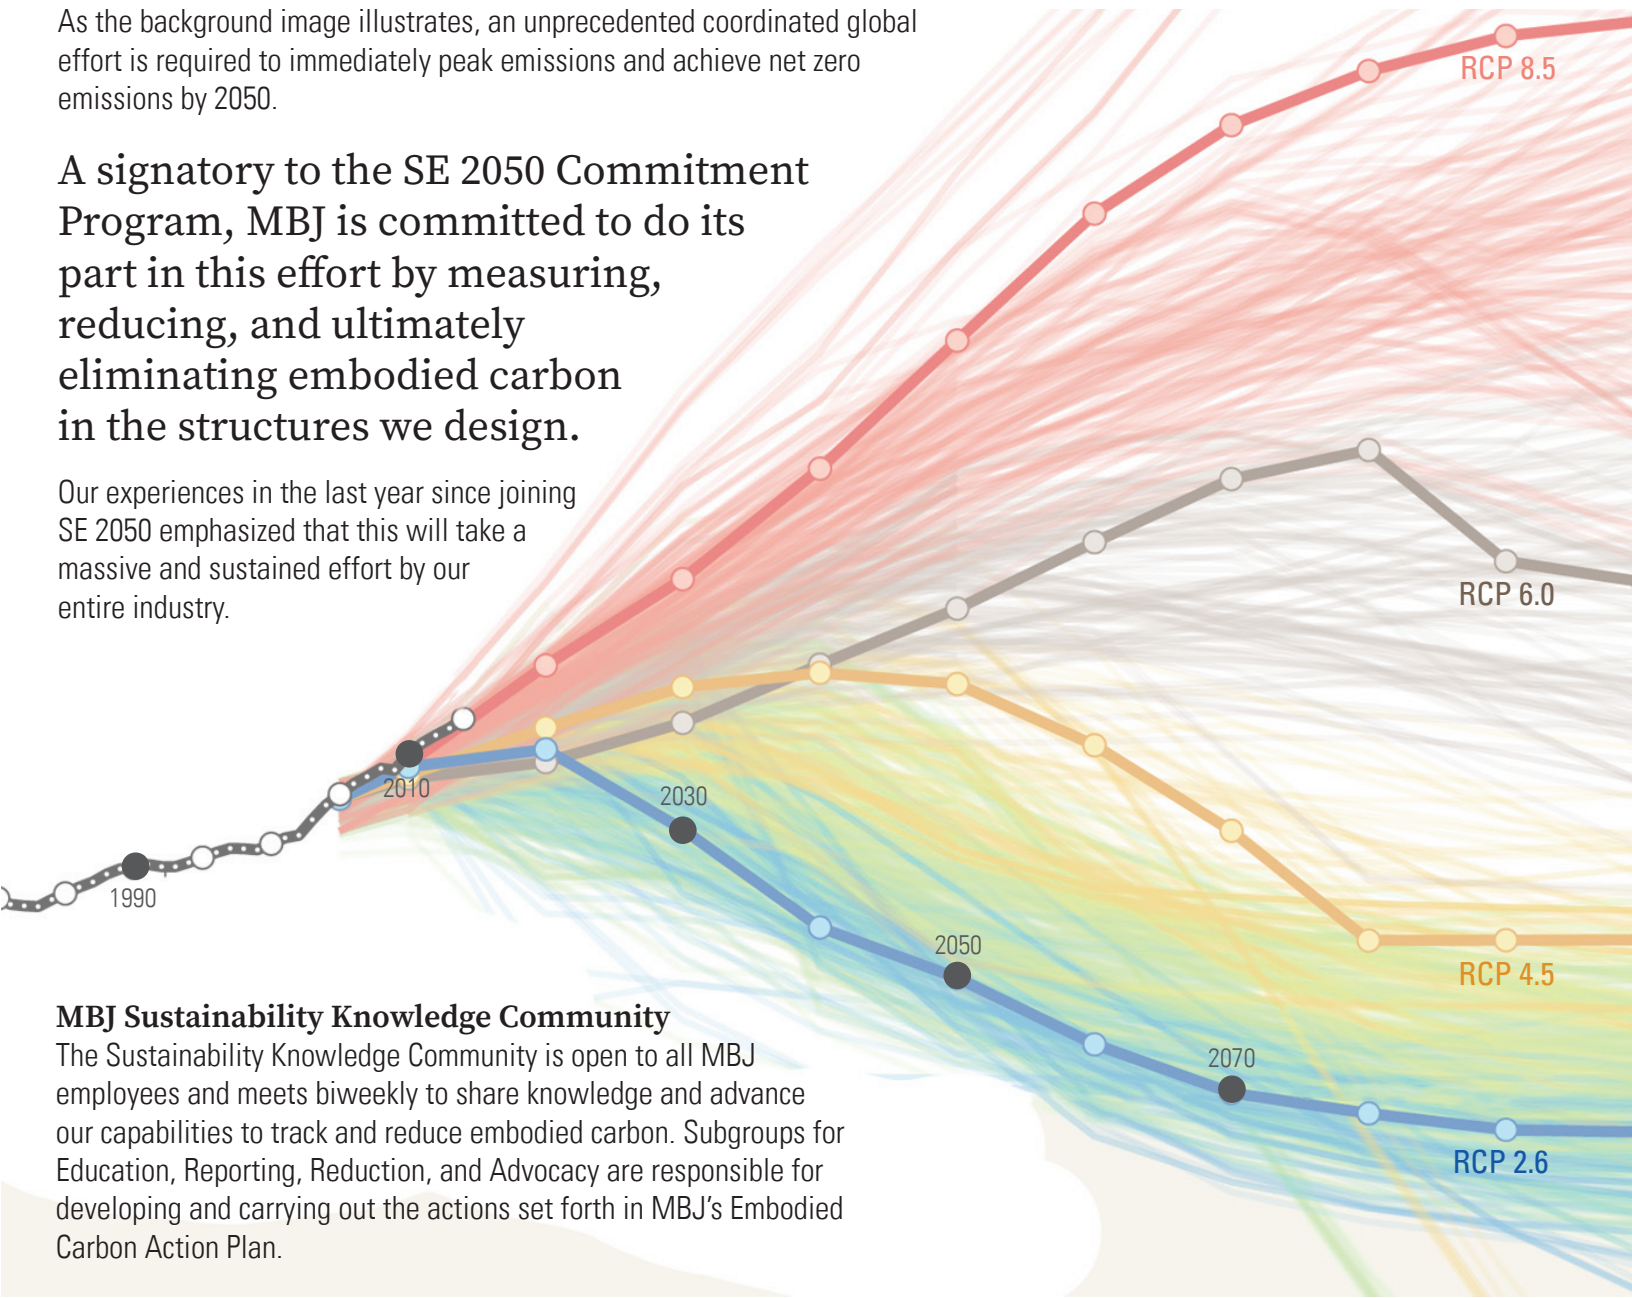 As the background image illustrates, an unprecedented coordinated global
effort is required to immediately peak emissions and achieve net zero
emissions by 2050.
A signatory to the SE 2050 Commitment
Program, MBJ is committed to do its
part in this effort by measuring,
reducing, and ultimately
eliminating embodied carbon
in the structures we design.
Our experiences in the last year since joining
SE 2050 emphasized that this will take a
massive and sustained effort by our
entire industry.
RCP 8.5
RCP 6.0
RCP 4.5
RCP 2.6
1990
2010
2030
2050
2070
MBJ Sustainability Knowledge Community
The Sustainability Knowledge Community is open to all MBJ
employees and meets biweekly to share knowledge and advance
our capabilities to track and reduce embodied carbon. Subgroups for
Education, Reporting, Reduction, and Advocacy are responsible for
developing and carrying out the actions set forth in MBJ’s Embodied
Carbon Action Plan.